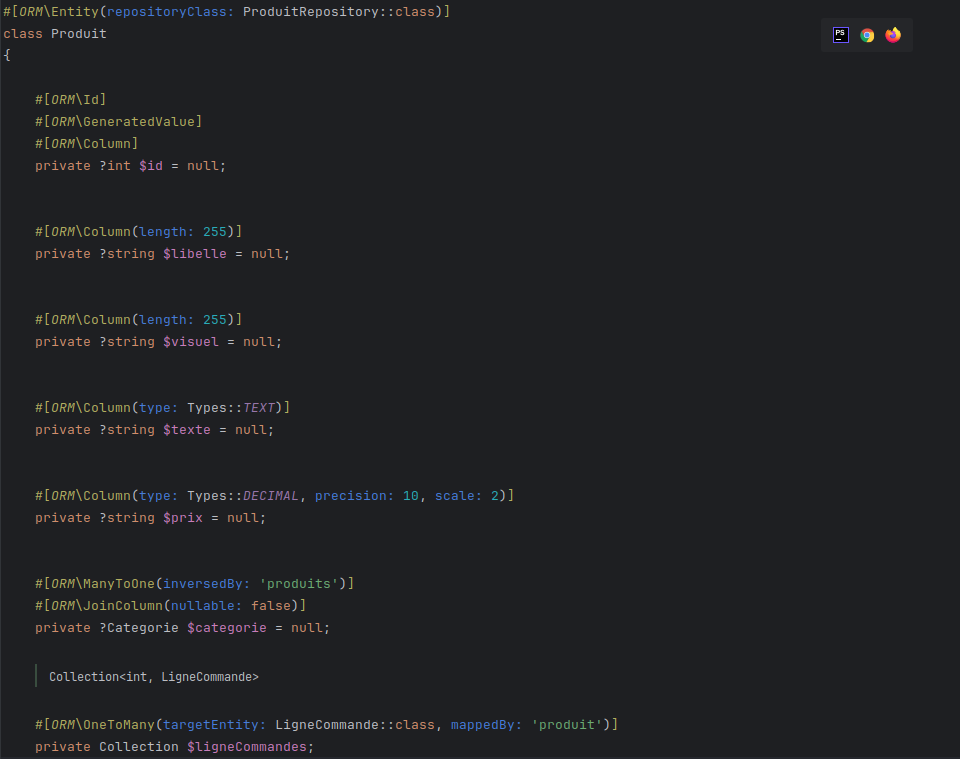 #[ORM\Entity(repositoryClass: ProduitRepository::class)]
class Produit
PS
{
#[ORM\Id]
#[ORM\GeneratedValue]
#[ORM\Column]
private ?int $id = null;
#[ORM\Column(length: 255)]
private ?string $libelle = null;
#[ORM\Column(length: 255)]
private ?string $visuel = null;
#[ORM\Column(type: Types::TEXT)]
private ?string $texte = null;
#[ORM\Column(type: Types::DECIMAL, precision: 10, scale: 2)]
private ?string $prix = null;
#[ORM\ManyToOne(inversedBy: 'produits')]
#[ORM\JoinColumn(nullable: false)]
private ?Categorie $categorie = null;
Collection<int, LigneCommande>
#[ORM\OneToMany(targetEntity: LigneCommande::class, mappedBy: 'produit')]
private Collection $ligneCommandes;